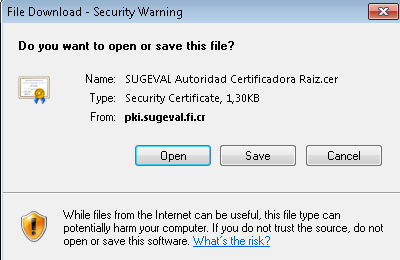 File Download - Security Warning
Do you want to open or save this file?
Name: SUGEVAL Autoridad Certificadora Raiz.cer
Type: Security Certificate, 1,30KB
From: pki.sugeval.fi.cr
Open Save Cancel
While files from the Internet can be useful, this file type can
potentially harm your computer. If you do not trust the source, do not
open or save this software. What's the risk?